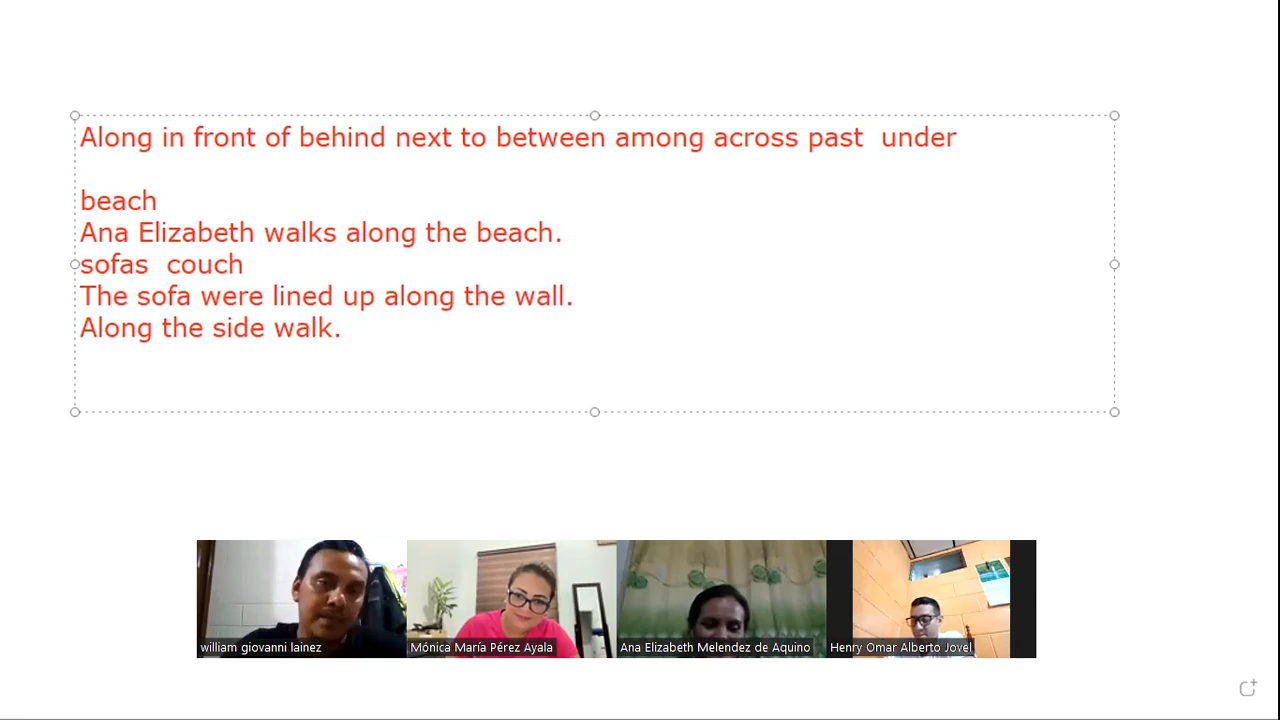 Along in front of behind next to between among across past  under
beach
Ana Elizabeth walks along the beach.
sofas  couch
The sofa were lined up along the wall.
Along the side walk.
william giovanni lainez
Mónica María Pérez Ayala
Ana Elizabeth Melendez de Aquino
Henry Omar Alberto Jovel